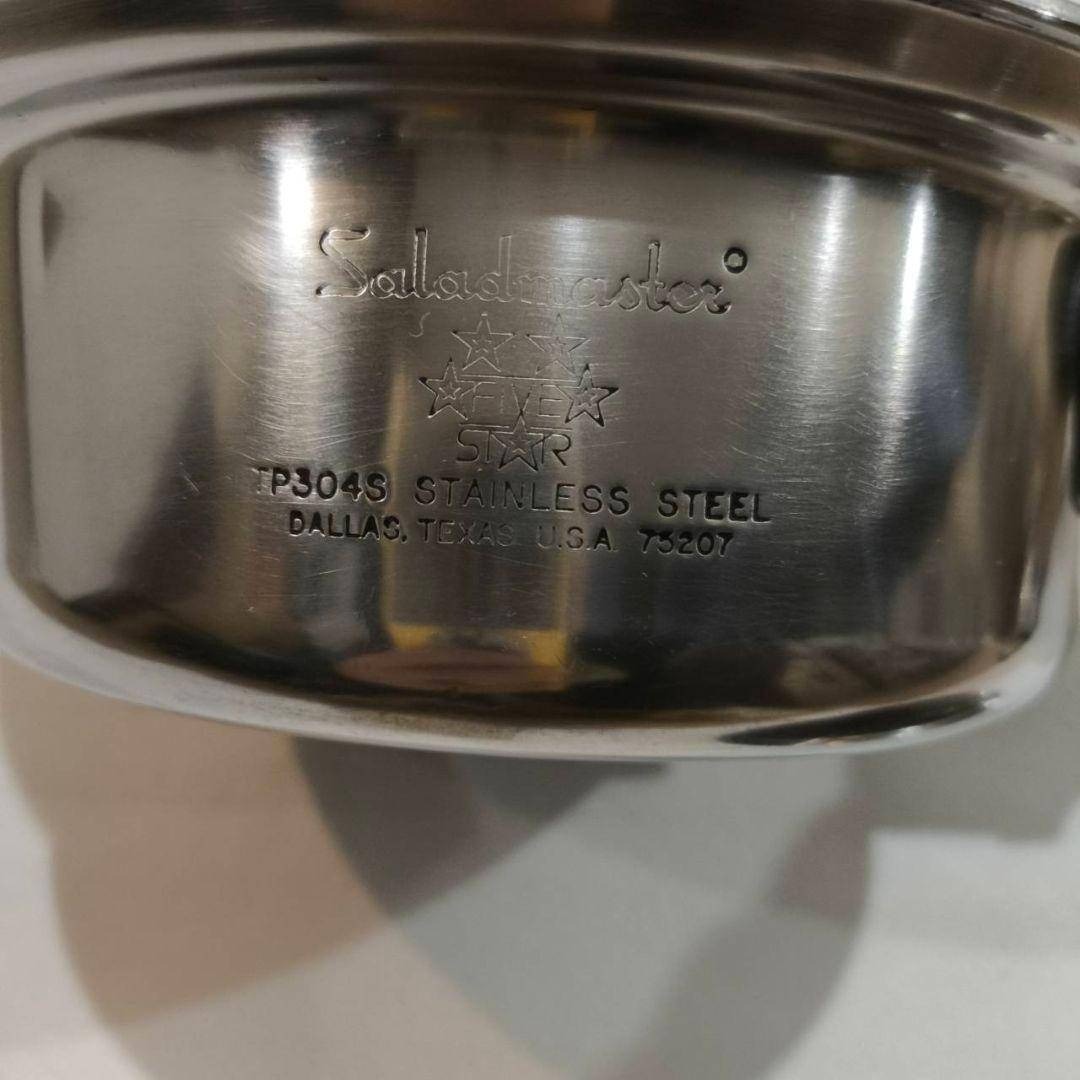 Saladmaster®
FIVE
STAR
TP304S STAINLESS STEEL
DALLAS, TEXAS U.S.A. 75207